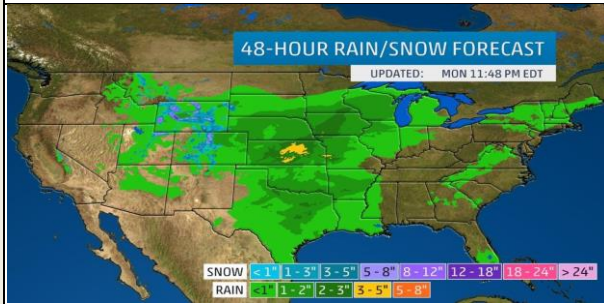 48-HOUR RAIN/SNOW FORECAST
UPDATED: MON 11:48 PM EDT
SNOW <1" 1 - 3" 3 - 5" 5 - 8" 8 - 12" 12 - 18" 18 - 24" > 24"
RAIN <1" 1 - 2" 2 - 3" 3 - 5" 5 - 8"